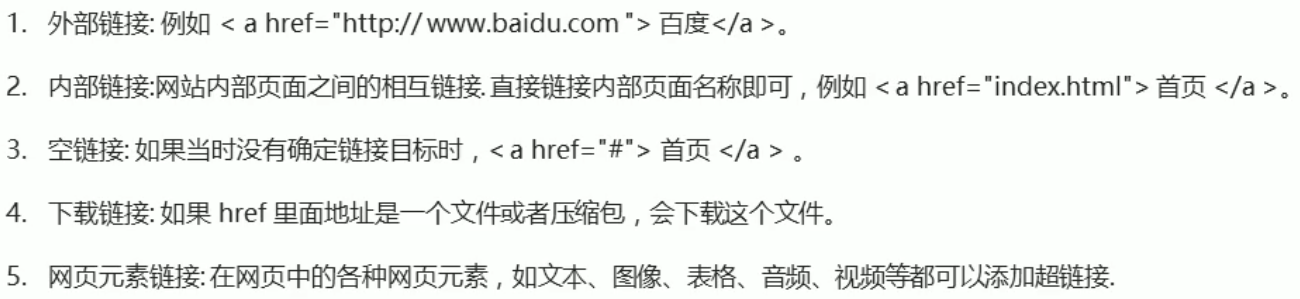 1. 外部链接: 例如 < a href="http:// www.baidu.com "> 百度</a >。
2. 内部链接:网站内部页面之间的相互链接. 直接链接内部页面名称即可，例如 < a href="index.html"> 首页 </a >。
3. 空链接: 如果当时没有确定链接目标时，< a href="#"> 首页 </a > 。
4. 下载链接: 如果 href 里面地址是一个文件或者压缩包，会下载这个文件。
5. 网页元素链接: 在网页中的各种网页元素，如文本、图像、表格、音频、视频等都可以添加超链接.